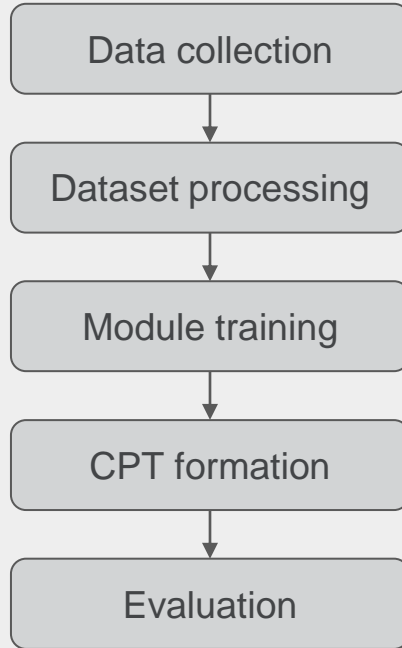 Data collection
Dataset processing
Module training
CPT formation
Evaluation